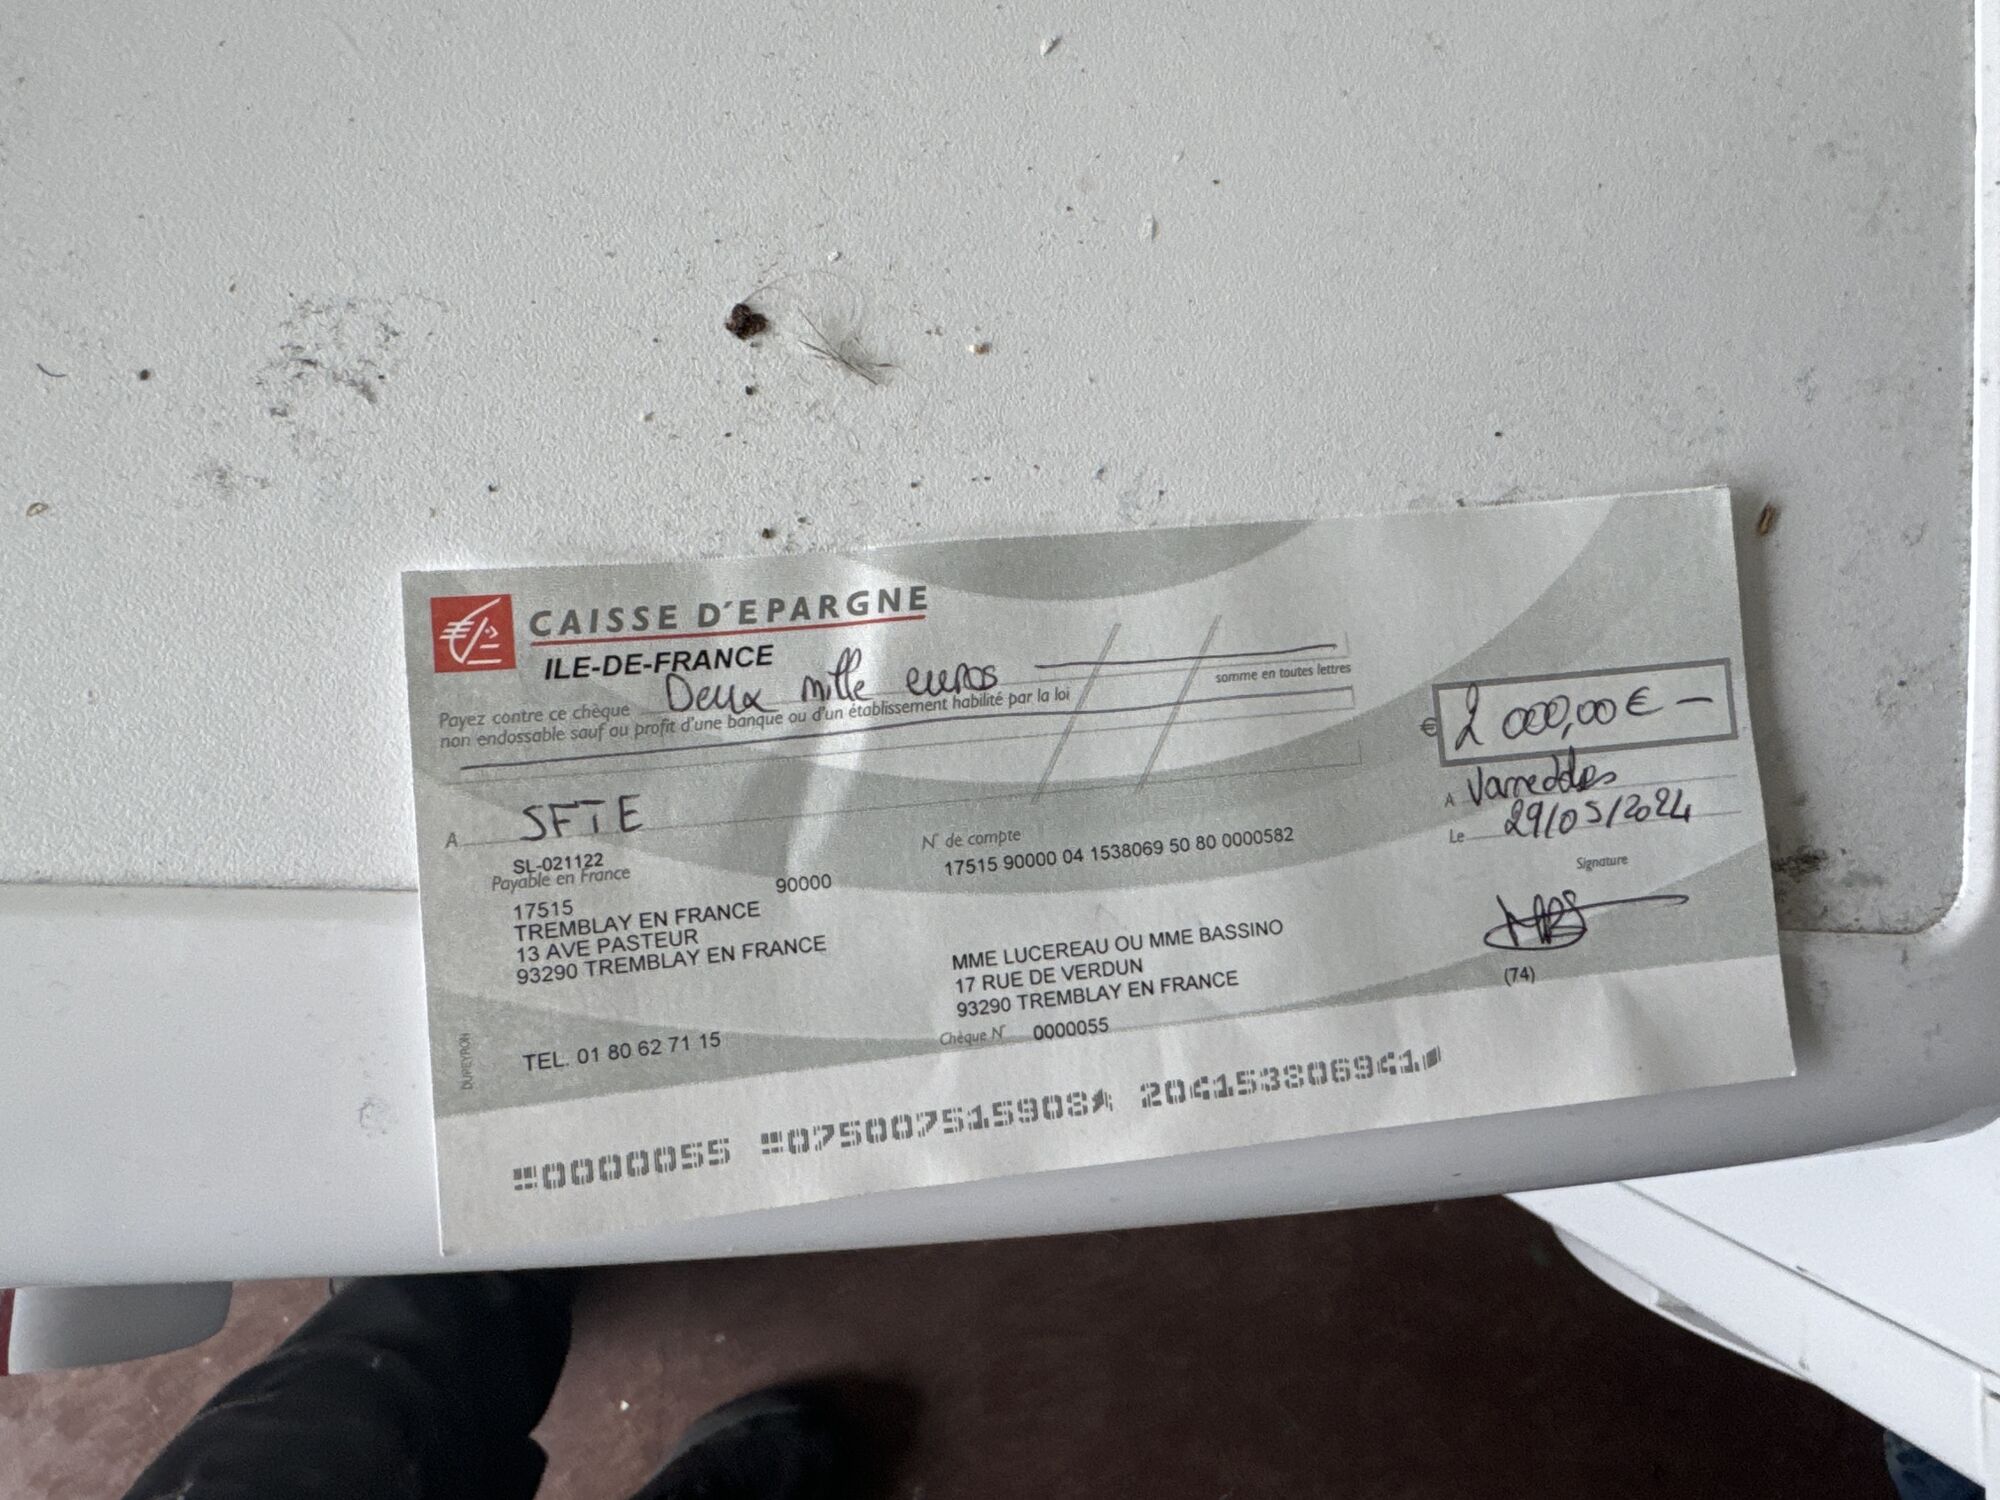 CAISSE D'EPARGNE
ILE-DE-FRANCE
Payez contre ce chèque Deux mille euros
somme en toutes lettres
non endossable sauf au profit d'une banque ou d'un établissement habilité par la loi
€ 2 000,00 € –
A SFTE
A Varreddes
Le 29/05/2024
SL-021122
Payable en France
90000
N° de compte
17515 90000 04 1538069 50 80 0000582
Signature
17515
TREMBLAY EN FRANCE
13 AVE PASTEUR
93290 TREMBLAY EN FRANCE
MME LUCEREAU OU MME BASSINO
17 RUE DE VERDUN
93290 TREMBLAY EN FRANCE
(74)
Chèque N° 0000055
TEL. 01 80 62 71 15
DUPEYRON
0000055 075007515908 204153806941